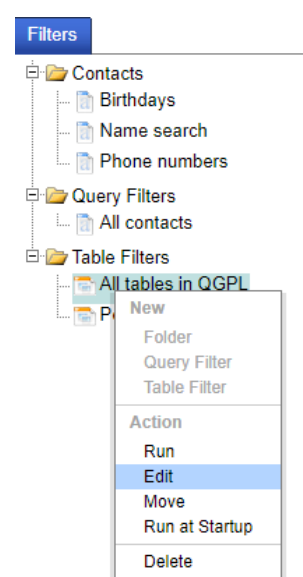 Filters
Contacts
Birthdays
Name search
Phone numbers
Query Filters
All contacts
Table Filters
All tables in QGPL
New
Folder
Query Filter
Table Filter
Action
Run
Edit
Move
Run at Startup
Delete